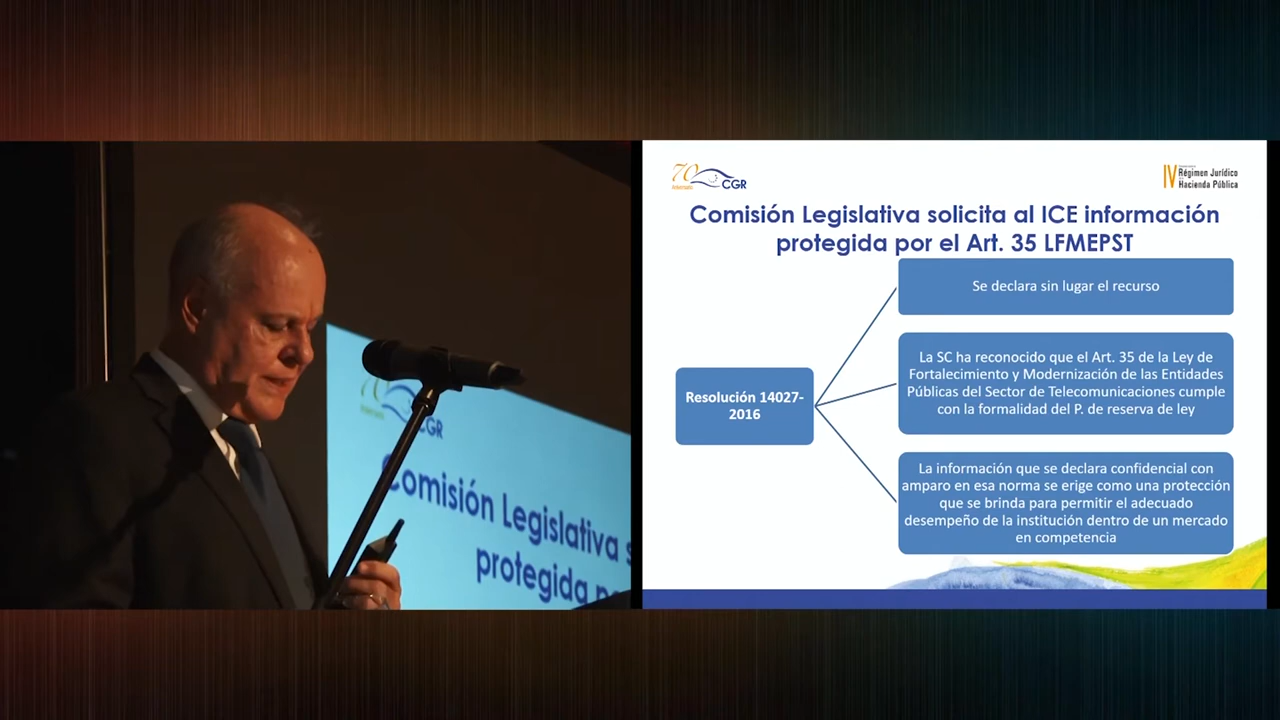 70
CGR
IV
Régimen Jurídico
Hacienda Pública
Comisión Legislativa solicita al ICE información
protegida por el Art. 35 LFMEPST
Resolución 14027-
2016
Se declara sin lugar el recurso
La SC ha reconocido que el Art. 35 de la Ley de
Fortalecimiento y Modernización de las Entidades
Públicas del Sector de Telecomunicaciones cumple
con la formalidad del P. de reserva de ley
La información que se declara confidencial con
amparo en esa norma se erige como una protección
que se brinda para permitir el adecuado
desempeño de la institución dentro de un mercado
en competencia
70
CGR
Comisión Legislativa s
protegida